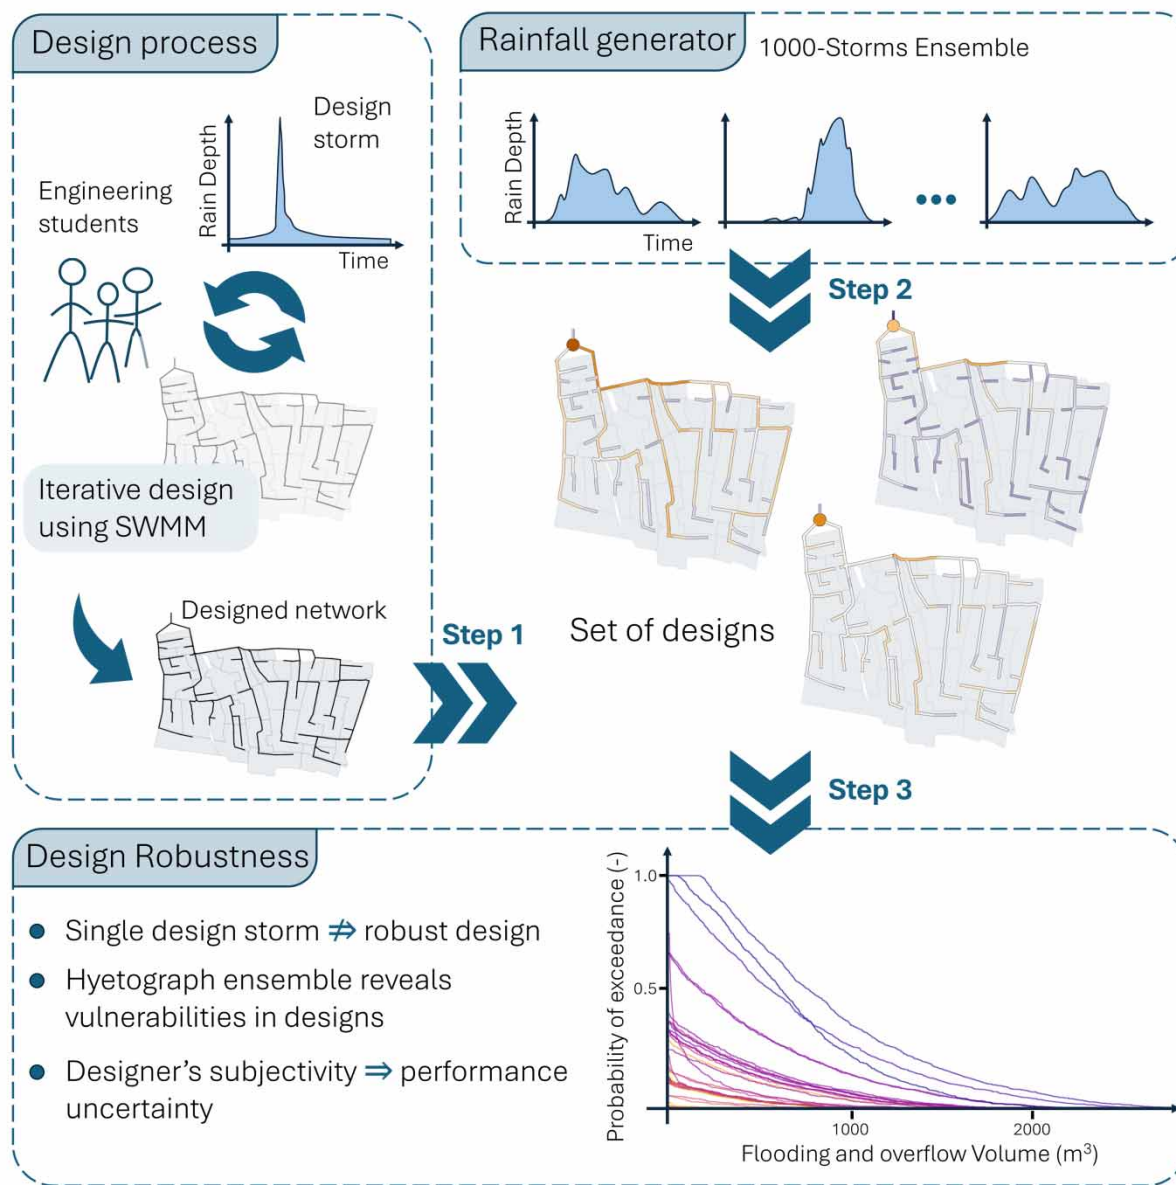 Design process
Design
storm
Rain Depth
Time
Engineering
students
Iterative design
using SWMM
Designed network
Step 1
Rainfall generator
1000-Storms Ensemble
Rain Depth
Time
Step 2
Set of designs
Step 3
Design Robustness
Single design storm ⇏ robust design
Hyetograph ensemble reveals
vulnerabilities in designs
Designer's subjectivity ⇒ performance
uncertainty
Probability of exceedance (-)
1.0
0.5
1000
2000
Flooding and overflow Volume (m³)